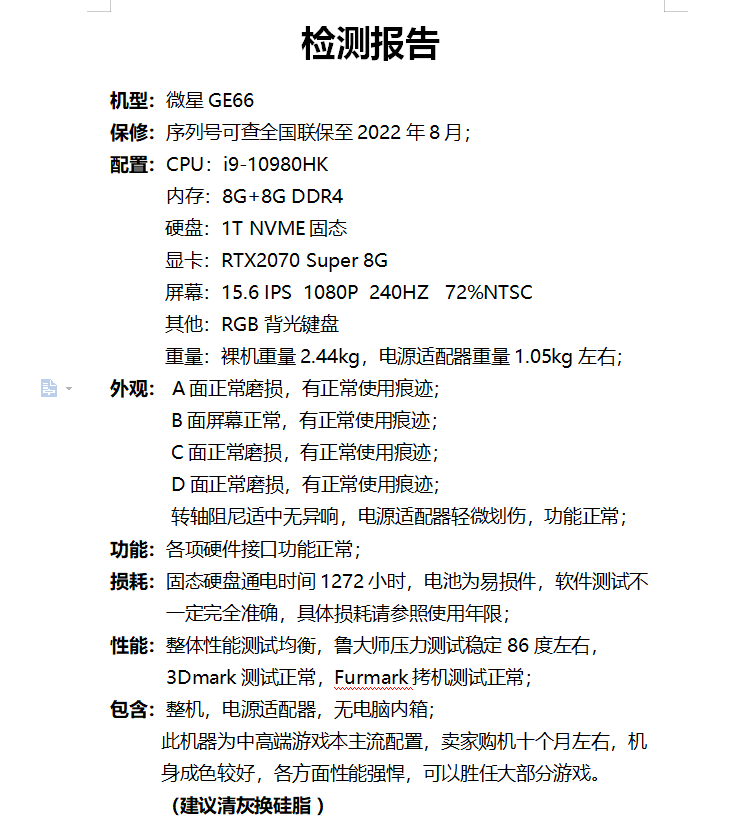 检测报告
机型：微星 GE66
保修：序列号可查全国联保至 2022 年 8 月；
配置：CPU：i9-10980HK
内存：8G+8G DDR4
硬盘：1T NVME 固态
显卡：RTX2070 Super 8G
屏幕：15.6 IPS 1080P 240HZ 72%NTSC
其他：RGB 背光键盘
重量：裸机重量 2.44kg，电源适配器重量 1.05kg 左右；
外观： A 面正常磨损，有正常使用痕迹；
B 面屏幕正常，有正常使用痕迹；
C 面正常磨损，有正常使用痕迹；
D 面正常磨损，有正常使用痕迹；
转轴阻尼适中无异响，电源适配器轻微划伤，功能正常；
功能：各项硬件接口功能正常；
损耗：固态硬盘通电时间 1272 小时，电池为易损件，软件测试不
一定完全准确，具体损耗请参照使用年限；
性能：整体性能测试均衡，鲁大师压力测试稳定 86 度左右，
3Dmark 测试正常，Furmark 拷机测试正常；
包含：整机，电源适配器，无电脑内箱；
此机器为中高端游戏本主流配置，卖家购机十个月左右，机
身成色较好，各方面性能强悍，可以胜任大部分游戏。
（建议清灰换硅脂 ）